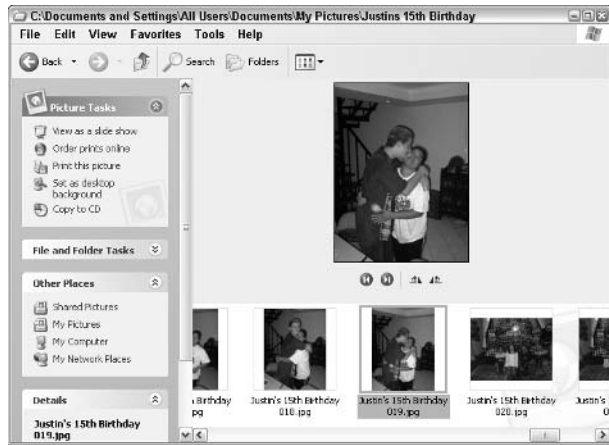 C:\Documents and Settings\All Users\Documents\My Pictures\Justins 15th Birthday
File Edit View Favorites Tools Help
Back Search Folders
Picture Tasks
View as a slide show
Order prints online
Print this picture
Set as desktop
background
Copy to CD
File and Folder Tasks
Other Places
Shared Pictures
My Pictures
My Computer
My Network Places
Details
Justin's 15th Birthday
019.jpg
Birthday
pg
Justin's 15th Birthday
018.jpg
Justin's 15th Birthday
019.jpg
Justin's 15th Birthday
020.jpg
Justin's
0